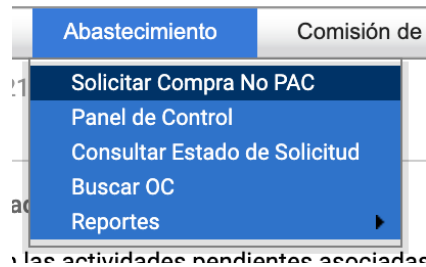 Abastecimiento Comisión de
21
Solicitar Compra No PAC
Panel de Control
Consultar Estado de Solicitud
Buscar OC
Reportes
las actividades pendientes asociadas